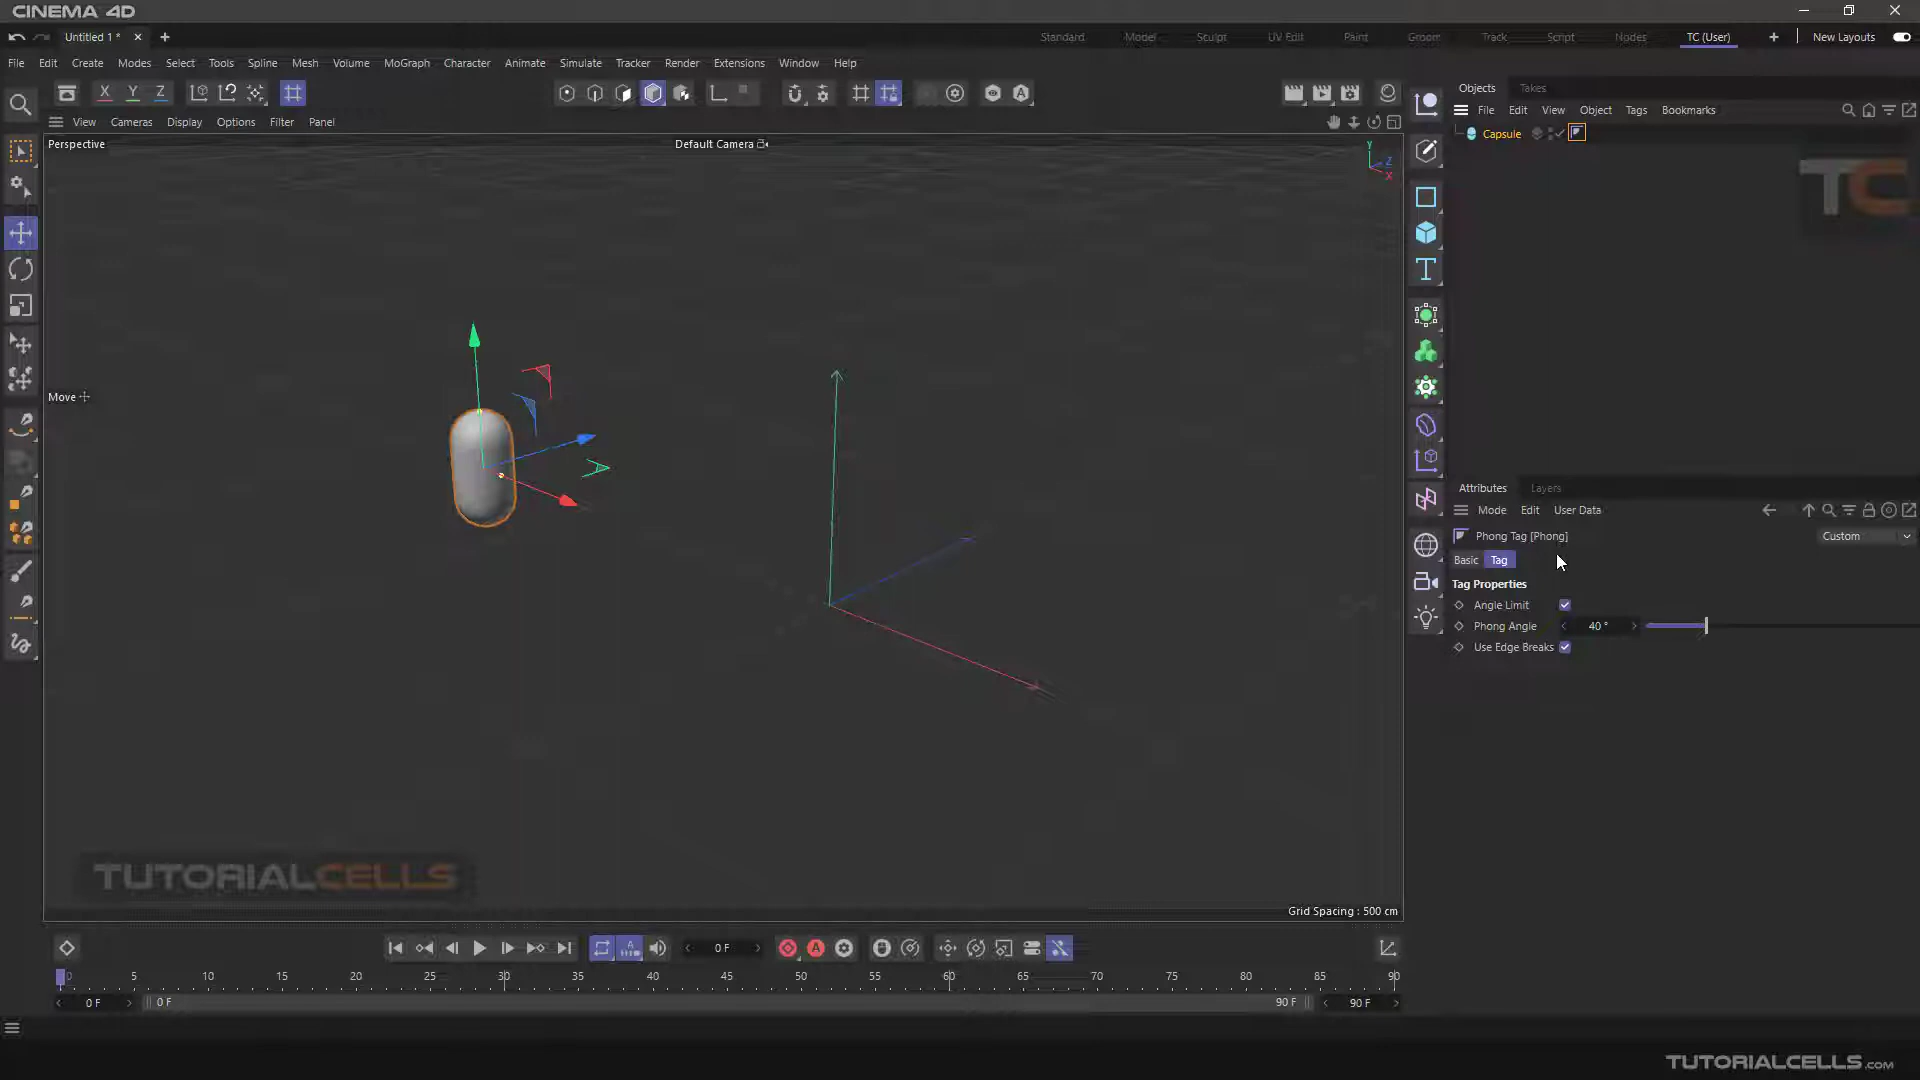 CINEMA 4D
Untitled 1 *
Standard Model Sculpt UV Edit Paint Groom Track Script Nodes TC (User) New Layouts
File Edit Create Modes Select Tools Spline Mesh Volume MoGraph Character Animate Simulate Tracker Render Extensions Window Help
X Y Z
View Cameras Display Options Filter Panel
Perspective
Default Camera
Y
Z
X
Move
TUTORIALCELLS
Grid Spacing : 500 cm
Objects Takes
File Edit View Object Tags Bookmarks
Capsule
TC
Attributes Layers
Mode Edit User Data
Phong Tag [Phong]
Custom
Basic Tag
Tag Properties
Angle Limit
Phong Angle 40 °
Use Edge Breaks
0 F
0 5 10 15 20 25 30 35 40 45 50 55 60 65 70 75 80 85 90
0 F 0 F 90 F 90 F
TUTORIALCELLS.COM